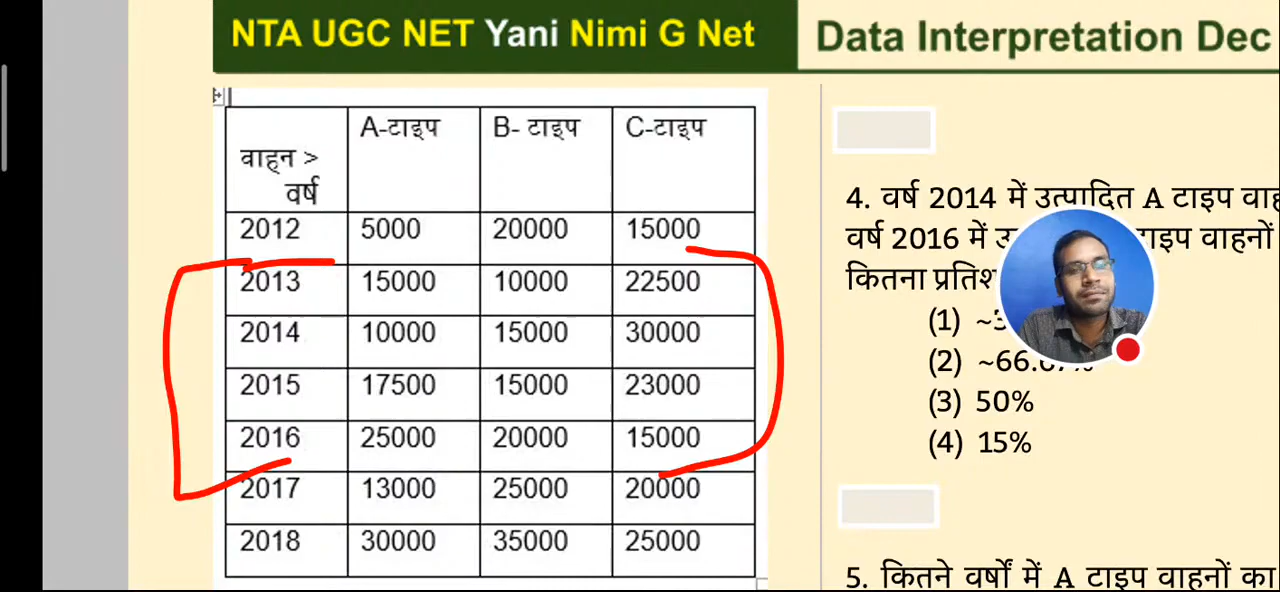 NTA UGC NET Yani Nimi G Net
Data Interpretation Dec
वाहन > A-टाइप B- टाइप C-टाइप
वर्ष
2012 5000 20000 15000
2013 15000 10000 22500
2014 10000 15000 30000
2015 17500 15000 23000
2016 25000 20000 15000
2017 13000 25000 20000
2018 30000 35000 25000
4. वर्ष 2014 में उत्पादित A टाइप
वर्ष 2016 में वाहनों
कितना
(1)
(2) ~66.67%
(3) 50%
(4) 15%
5. कितने वर्षों में A टाइप वाहनों का